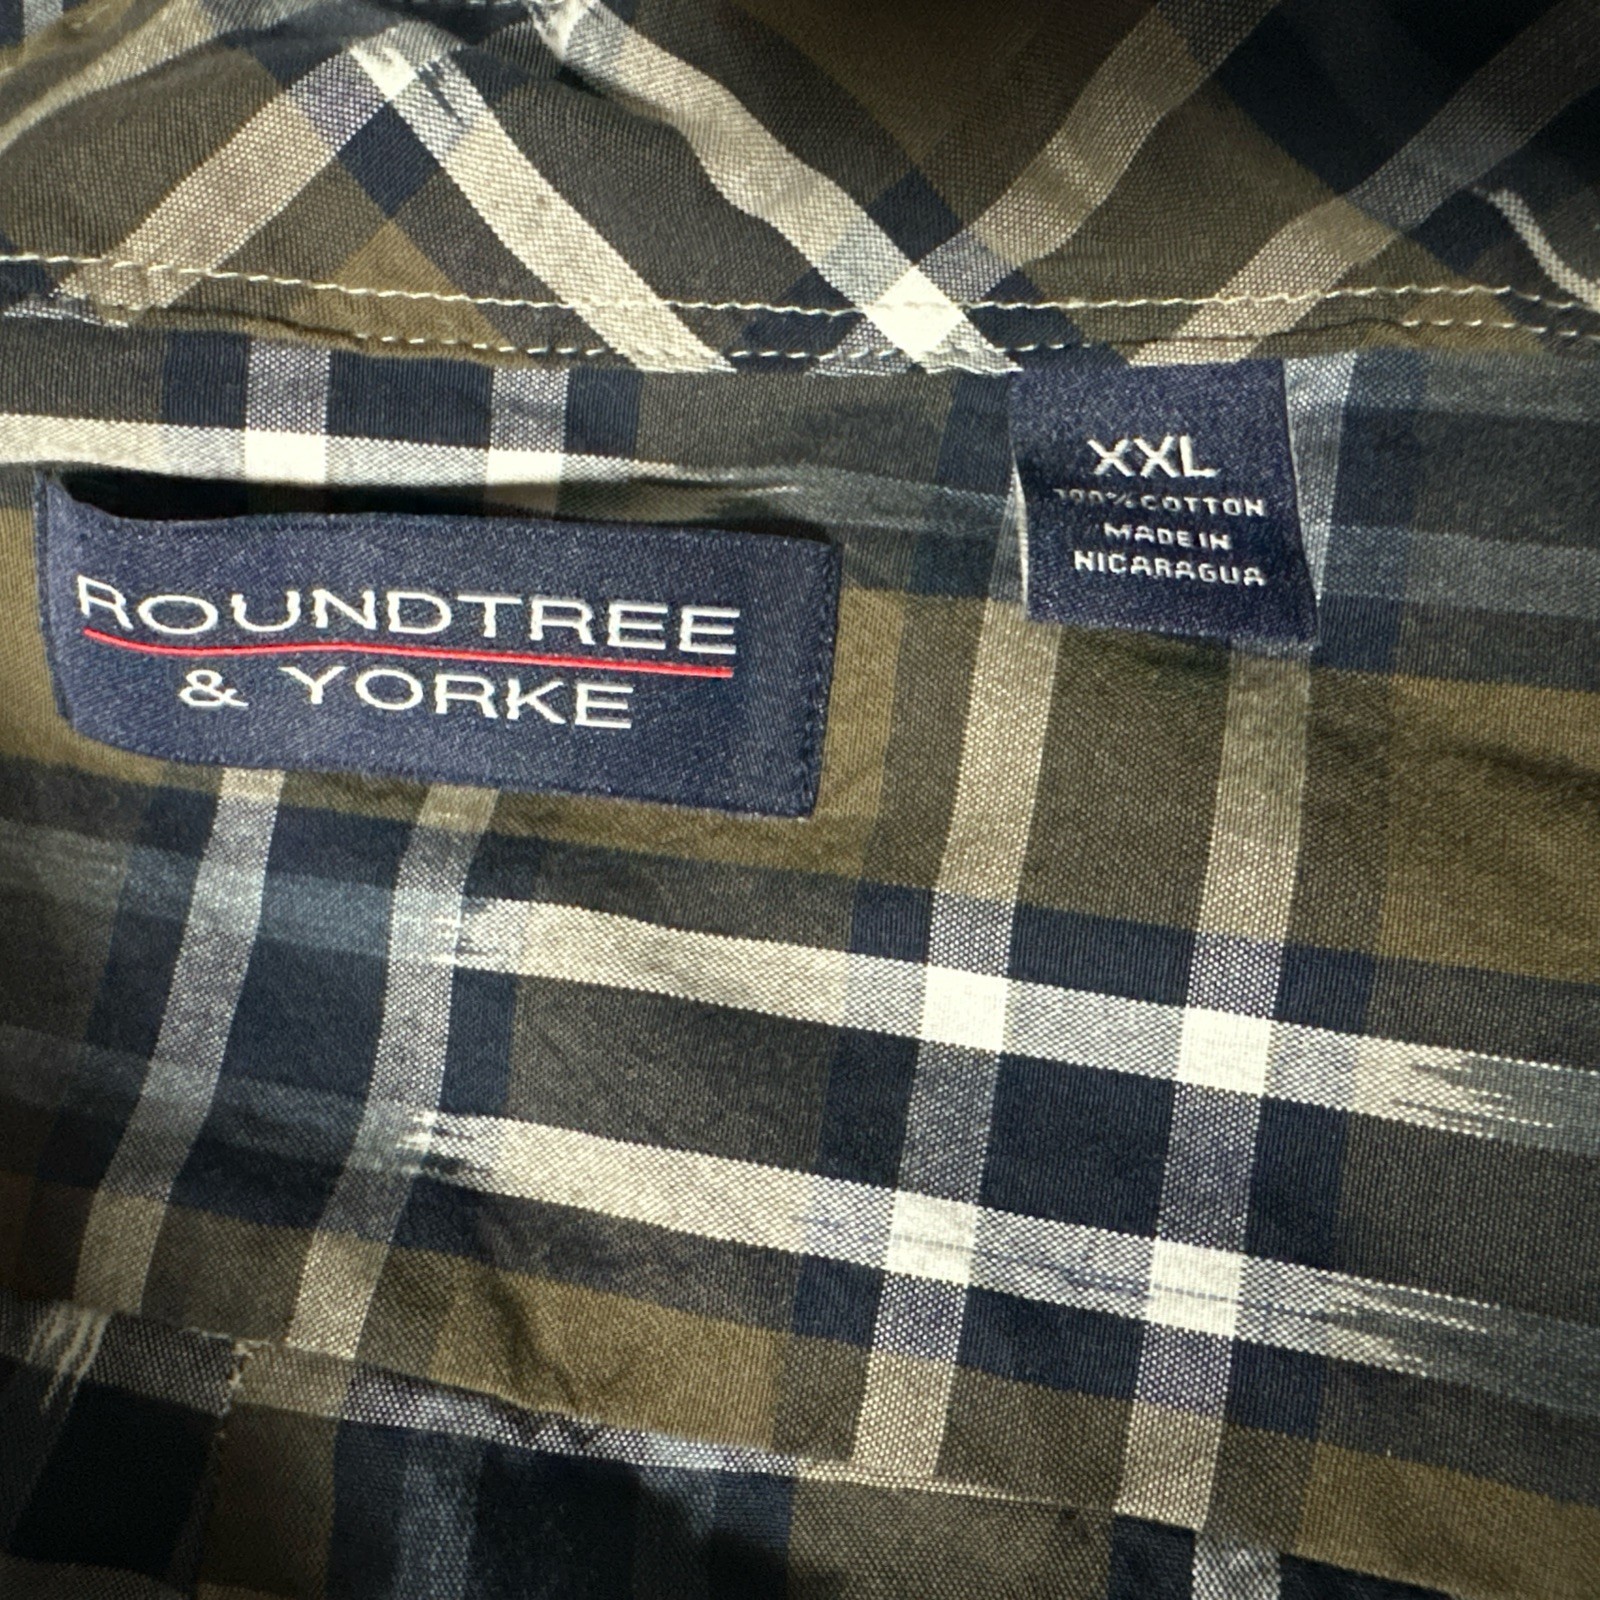 ROUNDTREE
& YORKE
XXL
100% COTTON
MADE IN
NICARAGUA